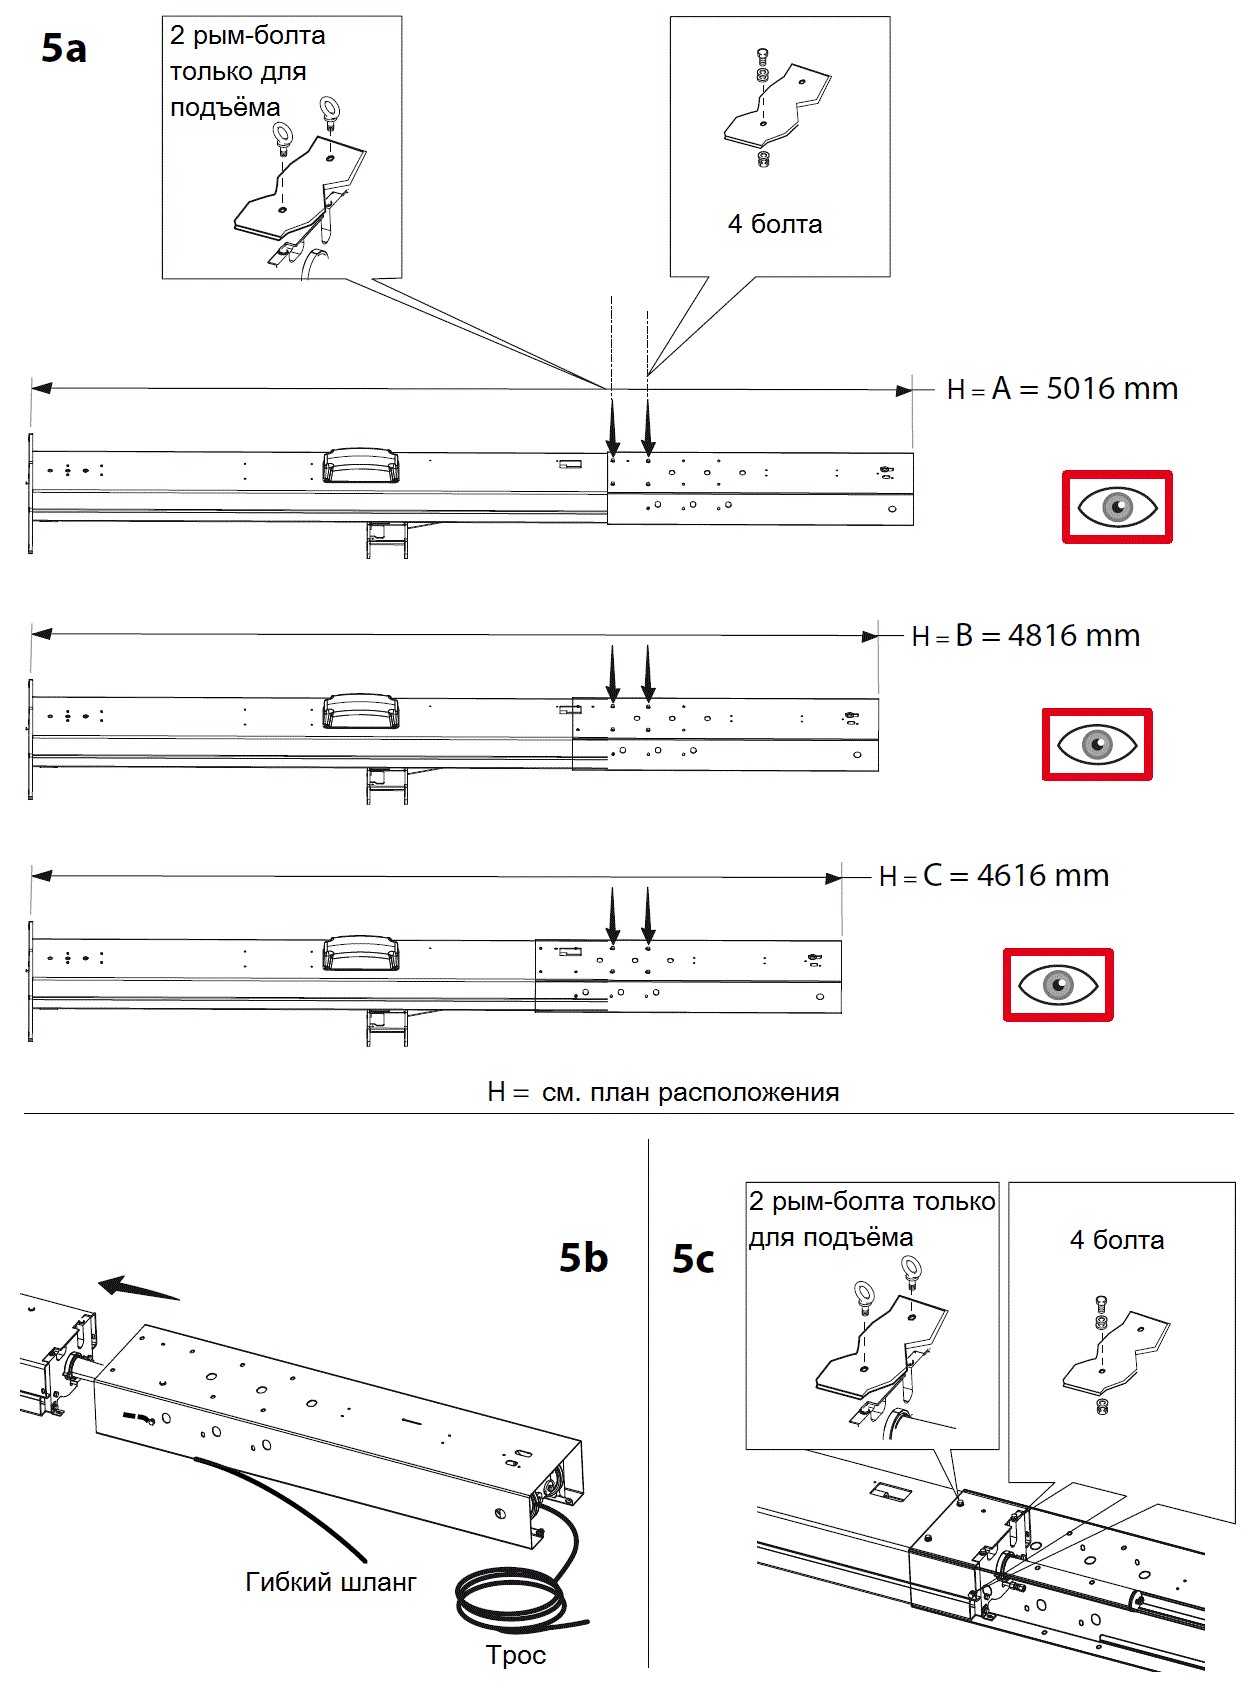 5a
2 рым-болта
только для
подъёма
4 болта
H = A = 5016 mm
H = B = 4816 mm
H = C = 4616 mm
H = см. план расположения
5b
Гибкий шланг
Трос
5c
2 рым-болта только
для подъёма
4 болта